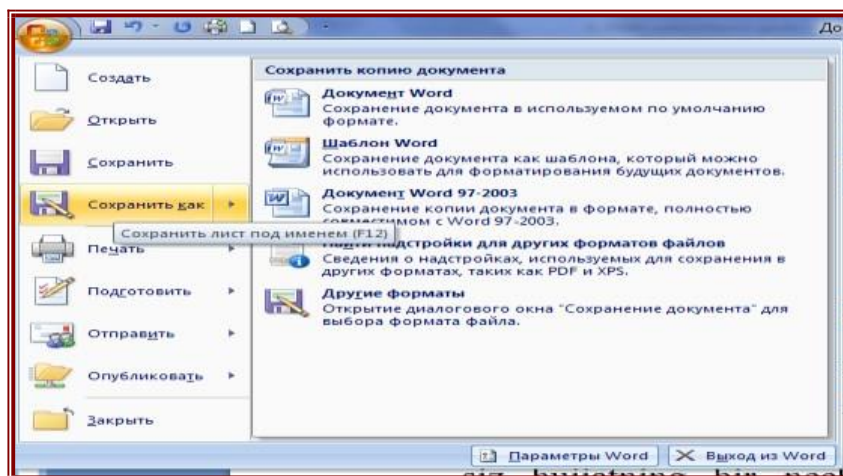 До
Создать
Открыть
Сохранить
Сохранить как
Сохранить лист под именем (F12)
Печать
Подготовить
Отправить
Опубликовать
Закрыть
Сохранить копию документа
Документ Word
Сохранение документа в используемом по умолчанию
формате.
Шаблон Word
Сохранение документа как шаблона, который можно
использовать для форматирования будущих документов.
Документ Word 97-2003
Сохранение копии документа в формате, полностью
совместимом с Word 97-2003.
Найти надстройки для других форматов файлов
Сведения о надстройках, используемых для сохранения в
других форматах, таких как PDF и XPS.
Другие форматы
Открытие диалогового окна "Сохранение документа" для
выбора формата файла.
Параметры Word
Выход из Word